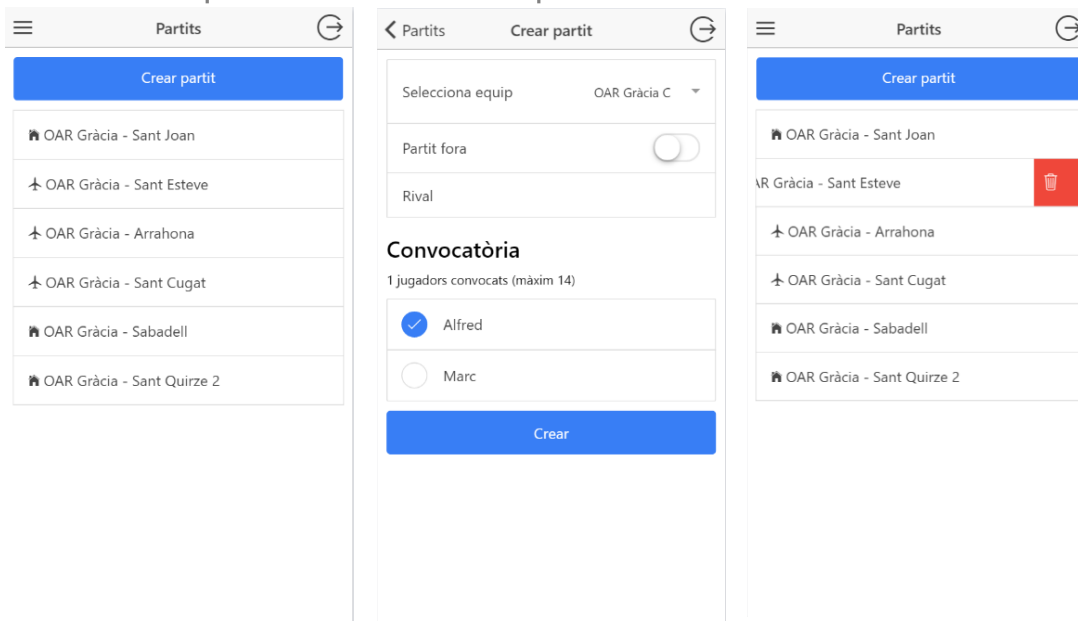 Partits
Crear partit
OAR Gràcia - Sant Joan
OAR Gràcia - Sant Esteve
OAR Gràcia - Arrahona
OAR Gràcia - Sant Cugat
OAR Gràcia - Sabadell
OAR Gràcia - Sant Quirze 2
Partits Crear partit
Selecciona equip OAR Gràcia C
Partit fora
Rival
Convocatòria
1 jugadors convocats (màxim 14)
Alfred
Marc
Crear
Partits
Crear partit
OAR Gràcia - Sant Joan
AR Gràcia - Sant Esteve
OAR Gràcia - Arrahona
OAR Gràcia - Sant Cugat
OAR Gràcia - Sabadell
OAR Gràcia - Sant Quirze 2